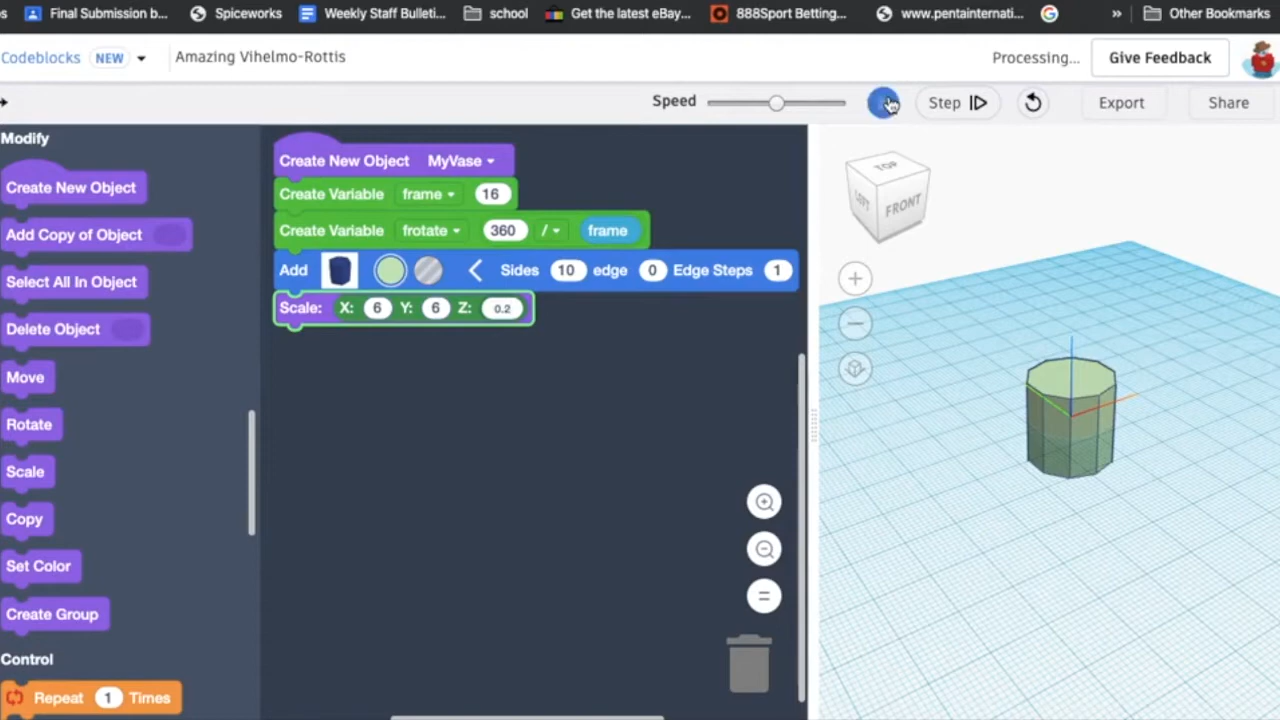 Final Submission b... Spiceworks Weekly Staff Bulleti... school Get the latest eBay... 888Sport Betting... www.pentainternati... » Other Bookmarks
Codeblocks NEW Amazing Vihelmo-Rottis Processing... Give Feedback
Speed Step Export Share
Modify
Create New Object
Add Copy of Object
Select All In Object
Delete Object
Move
Rotate
Scale
Copy
Set Color
Create Group
Control
Repeat 1 Times
Create New Object MyVase
Create Variable frame 16
Create Variable frotate 360 / frame
Add Sides 10 edge 0 Edge Steps 1
Scale: X: 6 Y: 6 Z: 0.2
TOP
LEFT FRONT